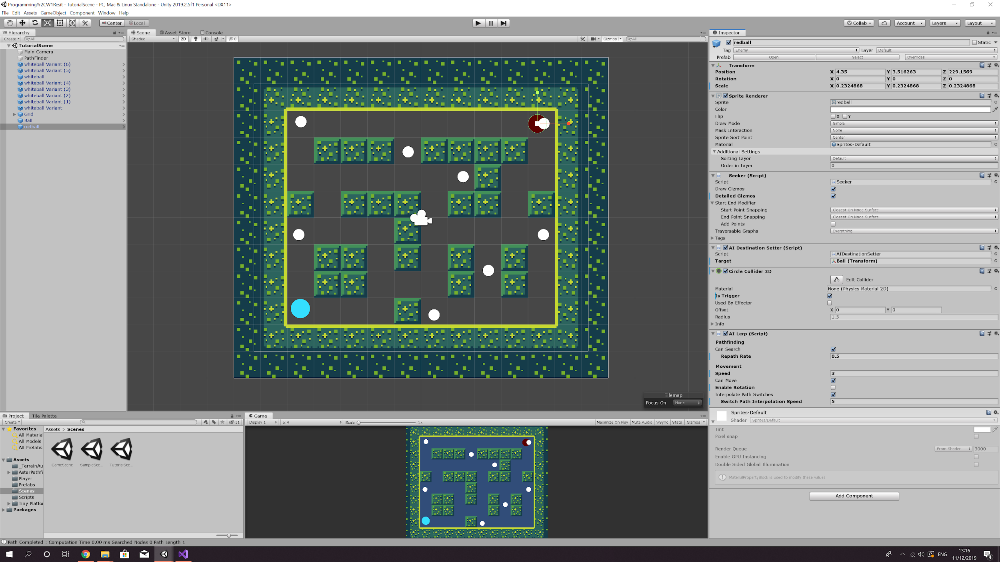 ProgrammingYr2CW1Resit - TutorialScene - PC, Mac & Linux Standalone - Unity 2019.2.5f1 Personal <DX11>
File Edit Assets GameObject Component Window Help
Center Local
Collab Account Layers Layout
Hierarchy
Create All
TutorialScene
Main Camera
PathFinder
whiteball Variant (6)
whiteball Variant (5)
whiteball
whiteball Variant (4)
whiteball Variant (3)
whiteball Variant (2)
whiteball Variant (1)
whiteball Variant
Grid
Ball
redball
Scene Asset Store Console
Shaded 2D 0 Gizmos All
Tilemap
Focus On None
Inspector
redball Static
Tag Enemy Layer Default
Prefab Open Select Overrides
Transform
Position X 4.35 Y 3.516263 Z 229.1569
Rotation X 0 Y 0 Z 0
Scale X 0.2324868 Y 0.2324868 Z 0.2324868
Sprite Renderer
Sprite redball
Color
Flip X Y
Draw Mode Simple
Mask Interaction None
Sprite Sort Point Center
Material Sprites-Default
Additional Settings
Sorting Layer Default
Order in Layer 0
Seeker (Script)
Script Seeker
Draw Gizmos
Detailed Gizmos
Start End Modifier
Start Point Snapping Closest On Node Surface
End Point Snapping Closest On Node Surface
Add Points
Traversable Graphs Everything
Tags
AI Destination Setter (Script)
Script AIDestinationSetter
Target Ball (Transform)
Circle Collider 2D
Edit Collider
Material None (Physics Material 2D)
Is Trigger
Used By Effector
Offset X 0 Y 0
Radius 1.5
Info
AI Lerp (Script)
Pathfinding
Can Search
Repath Rate 0.5
Movement
Speed 3
Can Move
Enable Rotation
Interpolate Path Switches
Switch Path Interpolation Speed 5
Sprites-Default
Shader Sprites/Default
Tint
Pixel snap
Render Queue From Shader 3000
Enable GPU Instancing
Double Sided Global Illumination
MaterialPropertyBlock is used to modify these values
Add Component
Project Tile Palette
Create 11
Favorites
All Material
All Models
All Prefabs
Assets
_TerrainAu
AstarPathfi
Player
Prefabs
Scenes
Scripts
Tiny Platfor
Packages
Assets > Scenes
GameScene SampleSce... TutorialSce...
Game
Display 1 5:4 Scale 1x Maximize On Play Mute Audio VSync Stats Gizmos
Path Completed : Computation Time 0.00 ms Searched Nodes 0 Path Length 1
ENG 13:16
11/12/2019 4